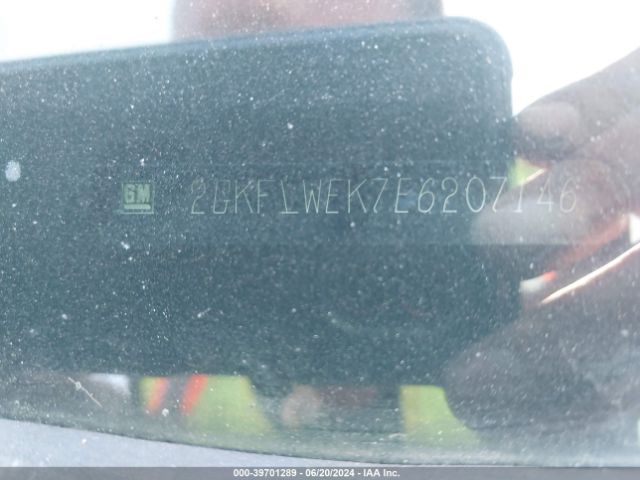 GM 2GKFLWEK7E6207146
000-39701289 - 06/20/2024 - IAA Inc.